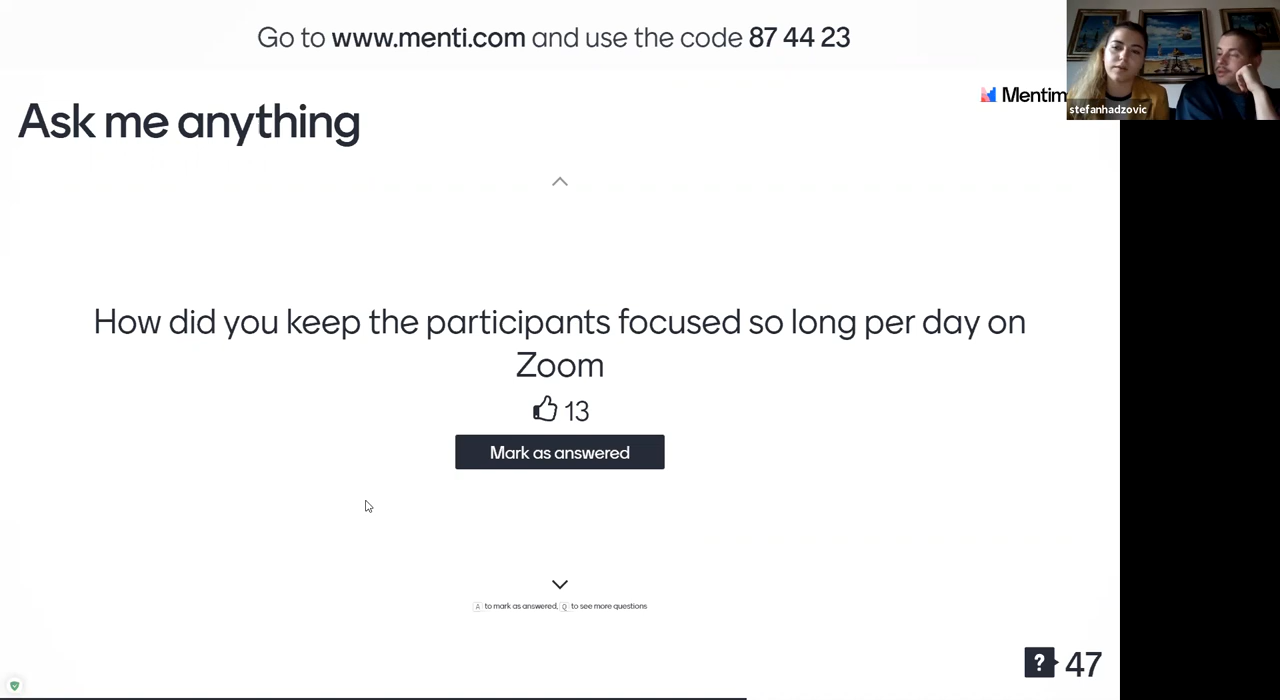 Go to www.menti.com and use the code 87 44 23
Mentim
stefanhadzovic
Ask me anything
How did you keep the participants focused so long per day on
Zoom
13
Mark as answered
A to mark as answered, Q to see more questions
? 47